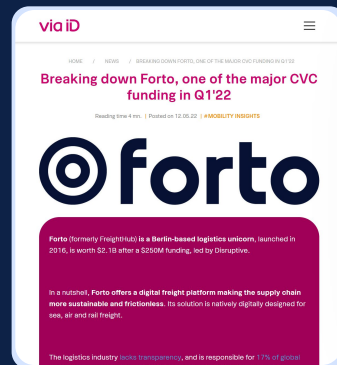 via iD
HOME / NEWS / BREAKING DOWN FORTO, ONE OF THE MAJOR CVC FUNDING IN Q1'22
Breaking down Forto, one of the major CVC
funding in Q1'22
Reading time 4 mn. | Posted on 12.05.22 | #MOBILITY INSIGHTS
forto
Forto (formerly FreightHub) is a Berlin-based logistics unicorn, launched in
2016, is worth $2.1B after a $250M funding, led by Disruptive.
In a nutshell, Forto offers a digital freight platform making the supply chain
more sustainable and frictionless. Its solution is natively digitally designed for
sea, air and rail freight.
The logistics industry lacks transparency, and is responsible for 17% of global